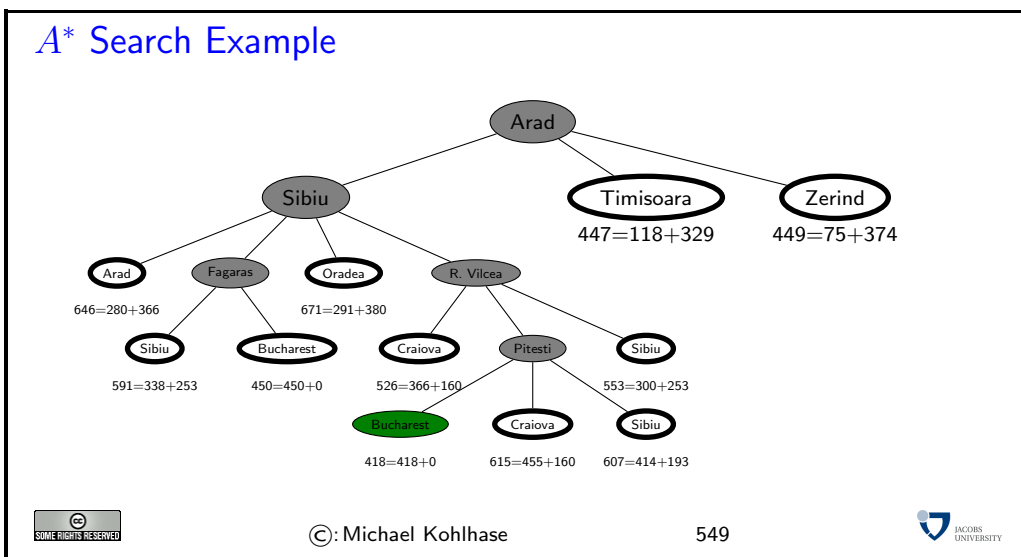 A* Search Example
Arad
Sibiu
Timisoara
Zerind
447=118+329
449=75+374
Arad
Fagaras
Oradea
R. Vilcea
646=280+366
671=291+380
Sibiu
Bucharest
Craiova
Pitesti
Sibiu
591=338+253
450=450+0
526=366+160
553=300+253
Bucharest
Craiova
Sibiu
418=418+0
615=455+160
607=414+193
cc
SOME RIGHTS RESERVED
©: Michael Kohlhase
549
JACOBS
UNIVERSITY